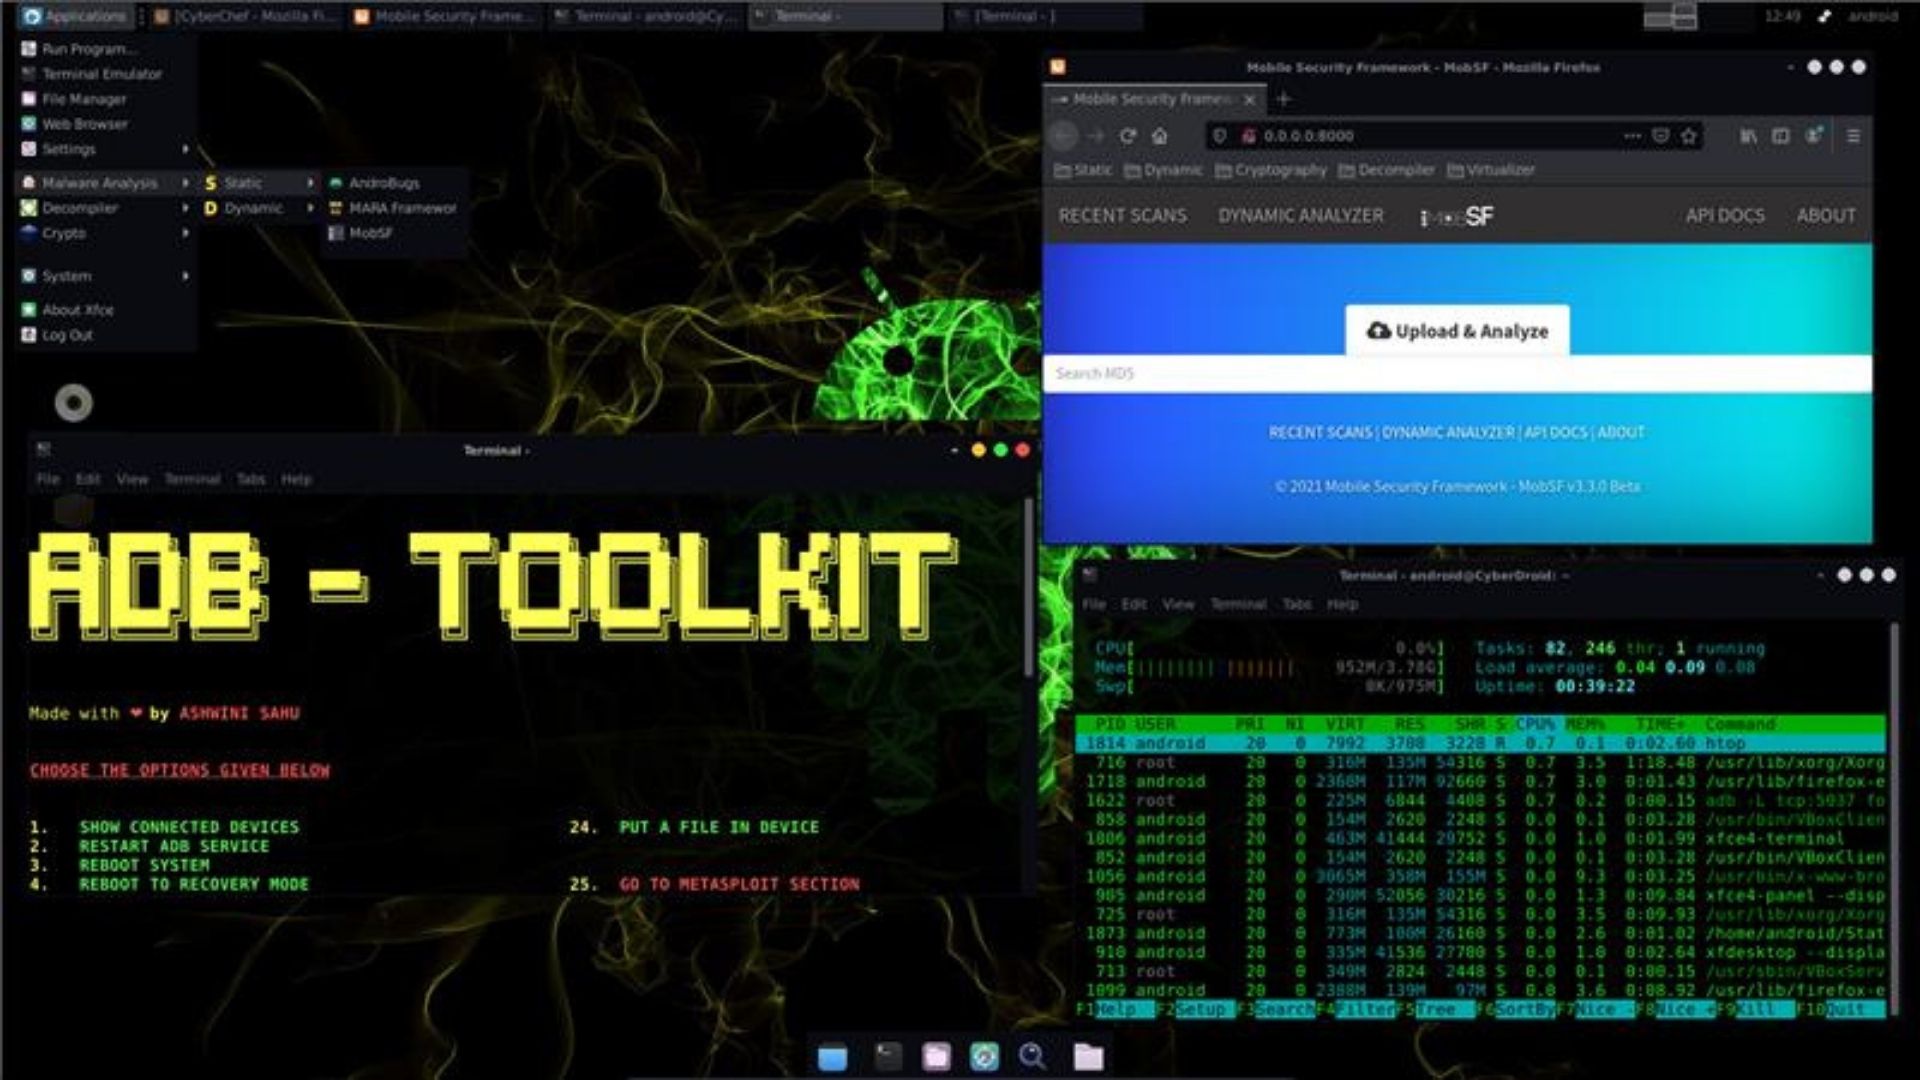 Applications
[CyberChef - Mozilla Fi...
Mobile Security Frame...
Terminal - android@Cy...
Terminal -
[Terminal - ]
12:49
android
Run Program...
Terminal Emulator
File Manager
Web Browser
Settings
Malware Analysis
Decompiler
Crypto
System
About Xfce
Log Out
Static
Dynamic
AndroBugs
MARA Framewor
MobSF
Mobile Security Framework - MobSF - Mozilla Firefox
Mobile Security Framew
0.0.0.0:8000
Static Dynamic Cryptography Decompiler Virtualizer
RECENT SCANS DYNAMIC ANALYZER MobSF API DOCS ABOUT
Upload & Analyze
Search MD5
RECENT SCANS | DYNAMIC ANALYZER | API DOCS | ABOUT
© 2021 Mobile Security Framework - MobSF v3.3.0 Beta
Terminal -
File Edit View Terminal Tabs Help
ADB - TOOLKIT
Made with ❤ by ASHWINI SAHU
CHOOSE THE OPTIONS GIVEN BELOW
1. SHOW CONNECTED DEVICES
2. RESTART ADB SERVICE
3. REBOOT SYSTEM
4. REBOOT TO RECOVERY MODE
24. PUT A FILE IN DEVICE
25. GO TO METASPLOIT SECTION
Terminal - android@CyberDroid: ~
File Edit View Terminal Tabs Help
CPU[ 0.0%] Tasks: 82, 246 thr; 1 running
Mem[ 952M/3.78G] Load average: 0.04 0.09 0.08
Swp[ 0K/975M] Uptime: 00:39:22
PID USER PRI NI VIRT RES SHR S CPU% MEM% TIME+ Command
1814 android 20 0 7992 3708 3228 R 0.7 0.1 0:02.60 htop
716 root 20 0 316M 135M 54316 S 0.7 3.5 1:18.48 /usr/lib/xorg/Xorg
1718 android 20 0 2368M 117M 92660 S 0.7 3.0 0:01.43 /usr/lib/firefox-e
1622 root 20 0 225M 6844 4408 S 0.7 0.2 0:00.15 adb -L tcp:5037 fo
858 android 20 0 154M 2620 2248 S 0.0 0.1 0:03.28 /usr/bin/VBoxClien
1006 android 20 0 463M 41444 29752 S 0.0 1.0 0:01.99 xfce4-terminal
852 android 20 0 154M 2620 2248 S 0.0 0.1 0:03.28 /usr/bin/VBoxClien
1056 android 20 0 3065M 358M 155M S 0.0 9.3 0:03.25 /usr/bin/x-www-bro
905 android 20 0 290M 52056 30216 S 0.0 1.3 0:09.84 xfce4-panel --disp
725 root 20 0 316M 135M 54316 S 0.0 3.5 0:09.93 /usr/lib/xorg/Xorg
1873 android 20 0 773M 100M 26160 S 0.0 2.6 0:01.02 /home/android/Stat
910 android 20 0 335M 41536 27700 S 0.0 1.0 0:02.64 xfdesktop --displa
713 root 20 0 349M 2824 2448 S 0.0 0.1 0:00.15 /usr/sbin/VBoxServ
1099 android 20 0 2388M 139M 97M S 0.0 3.6 0:08.92 /usr/lib/firefox-e
F1Help F2Setup F3Search F4Filter F5Tree F6SortBy F7Nice - F8Nice + F9Kill F10Quit